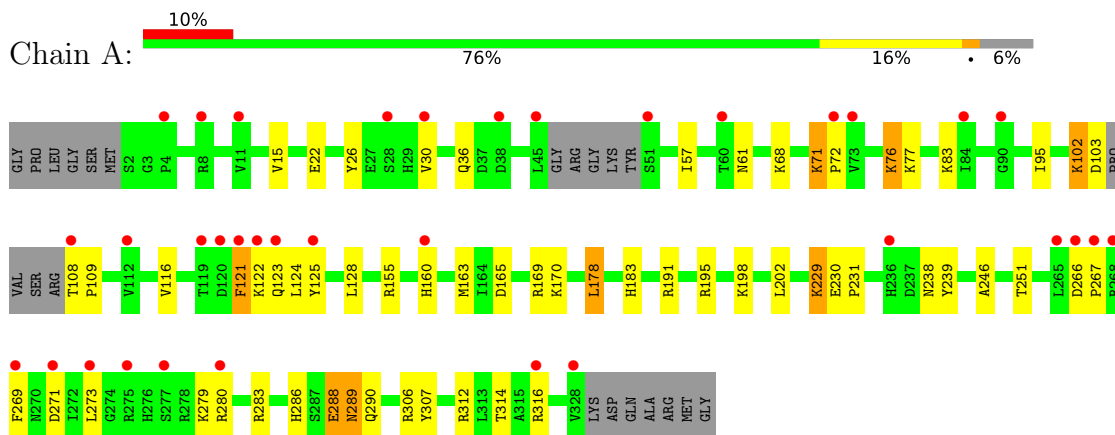 10%
Chain A:
76% 16% • 6%
GLY PRO LEU GLY SER MET S2 G3 P4 R8 V11 V15 E22 Y26 E27 S28 H29 V30 Q36 D37 D38 L45 GLY ARG GLY LYS TYR S51 I57 T60 N61 K68 K71 P72 V73 K76 K77 K83 I84 G90 I95 K102 D103 PRO
VAL SER ARG T108 P109 V112 V116 T119 D120 F121 K122 Q123 L124 Y125 L128 R155 H160 M163 I164 D165 R169 K170 L178 H183 R191 R195 K198 L202 K229 E230 P231 H236 D237 N238 Y239 A246 T251 L265 D266 P267
F269 N270 D271 I272 L273 G274 R275 H276 S277 R278 K279 R280 R283 H286 S287 E288 N289 Q290 R306 Y307 R312 L313 T314 A315 R316 V328 LYS ASP GLN ALA ARG MET GLY